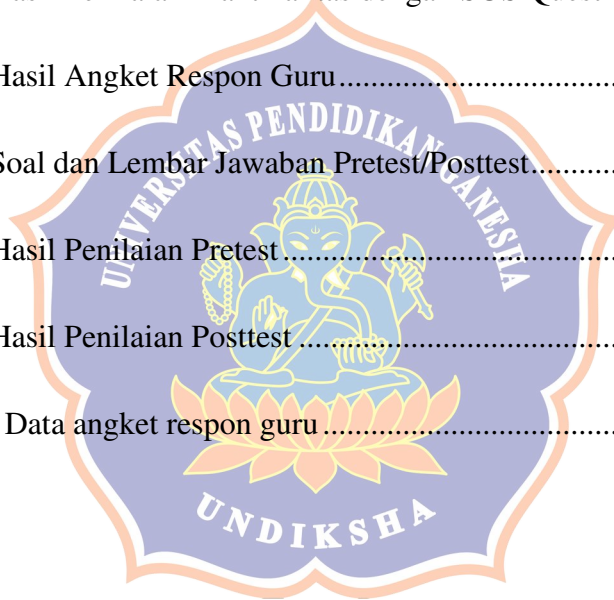 dengan
Hasil Angket Respon Guru........................
Soal dan Lembar Jawaban Pretest/Posttest...........
Hasil Penilaian Pretest........................................
Hasil Penilaian Posttest ......................................
Data angket respon guru...................................
UNIVERSITAS PENDIDIKAN GANESHA
UNDIKSHA